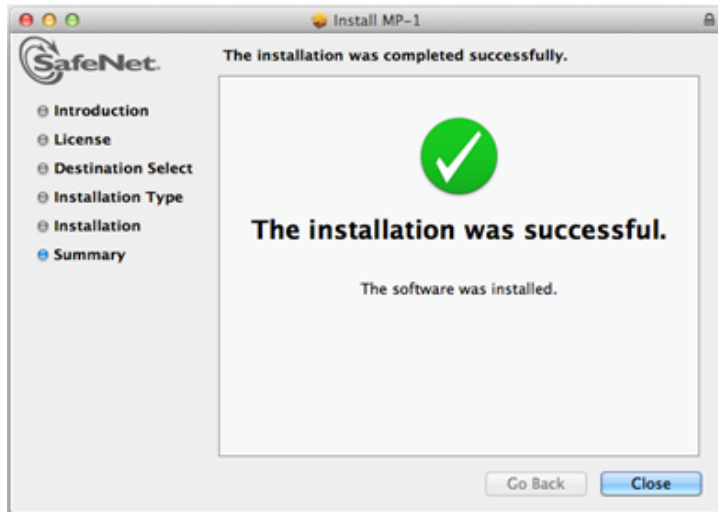 Install MP-1
SafeNet.
The installation was completed successfully.
Introduction
License
Destination Select
Installation Type
Installation
Summary
The installation was successful.
The software was installed.
Go Back
Close